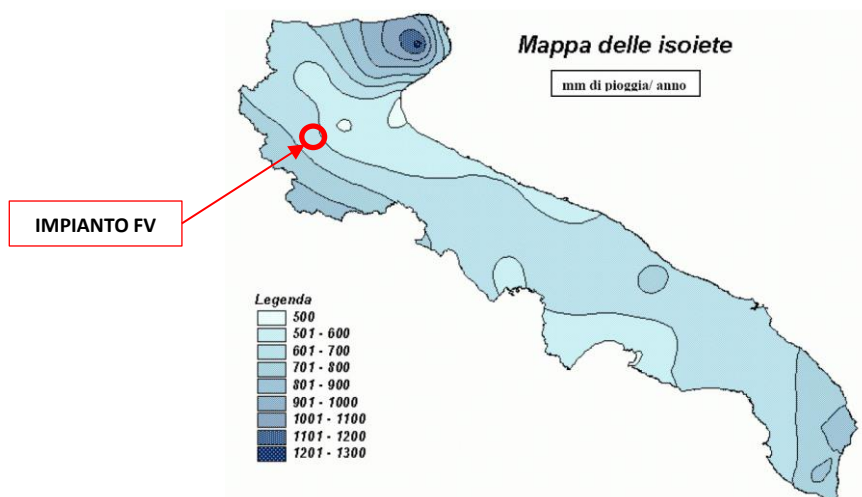 Mappa delle isoiete
mm di pioggia/ anno
IMPIANTO FV
Legenda
500
501 - 600
601 - 700
701 - 800
801 - 900
901 - 1000
1001 - 1100
1101 - 1200
1201 - 1300